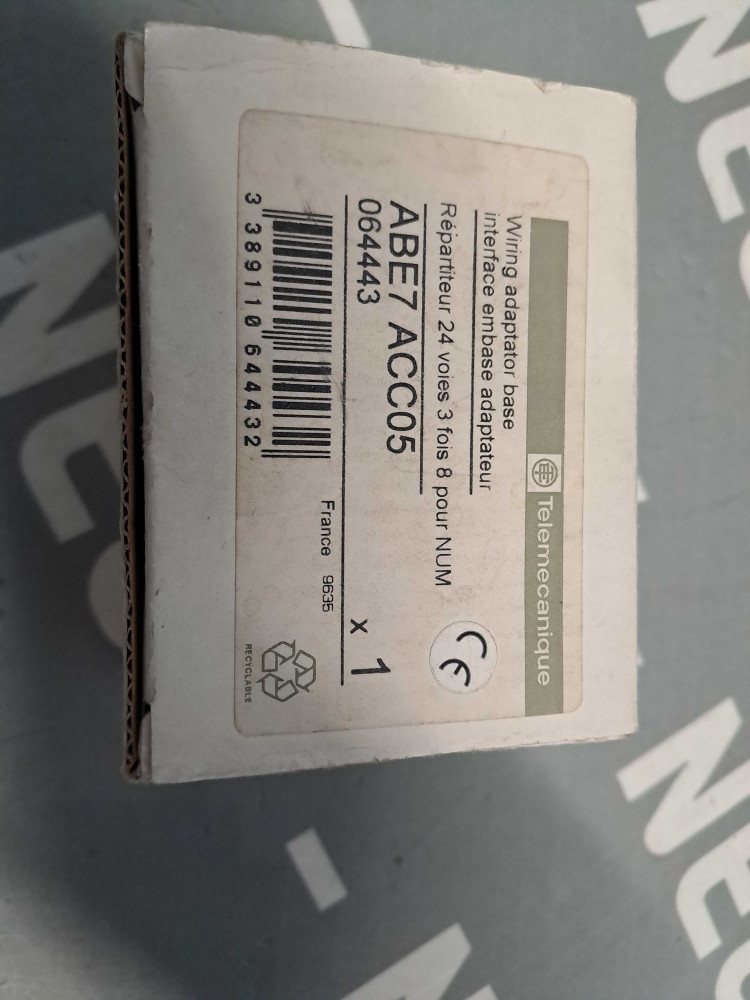 Telemecanique
Wiring adaptator base
interface embase adaptateur
Répartiteur 24 voies 3 fois 8 pour NUM
CE
ABE7 ACC05
064443
x 1
France 9635
3 389110 644432
RECYCLABLE